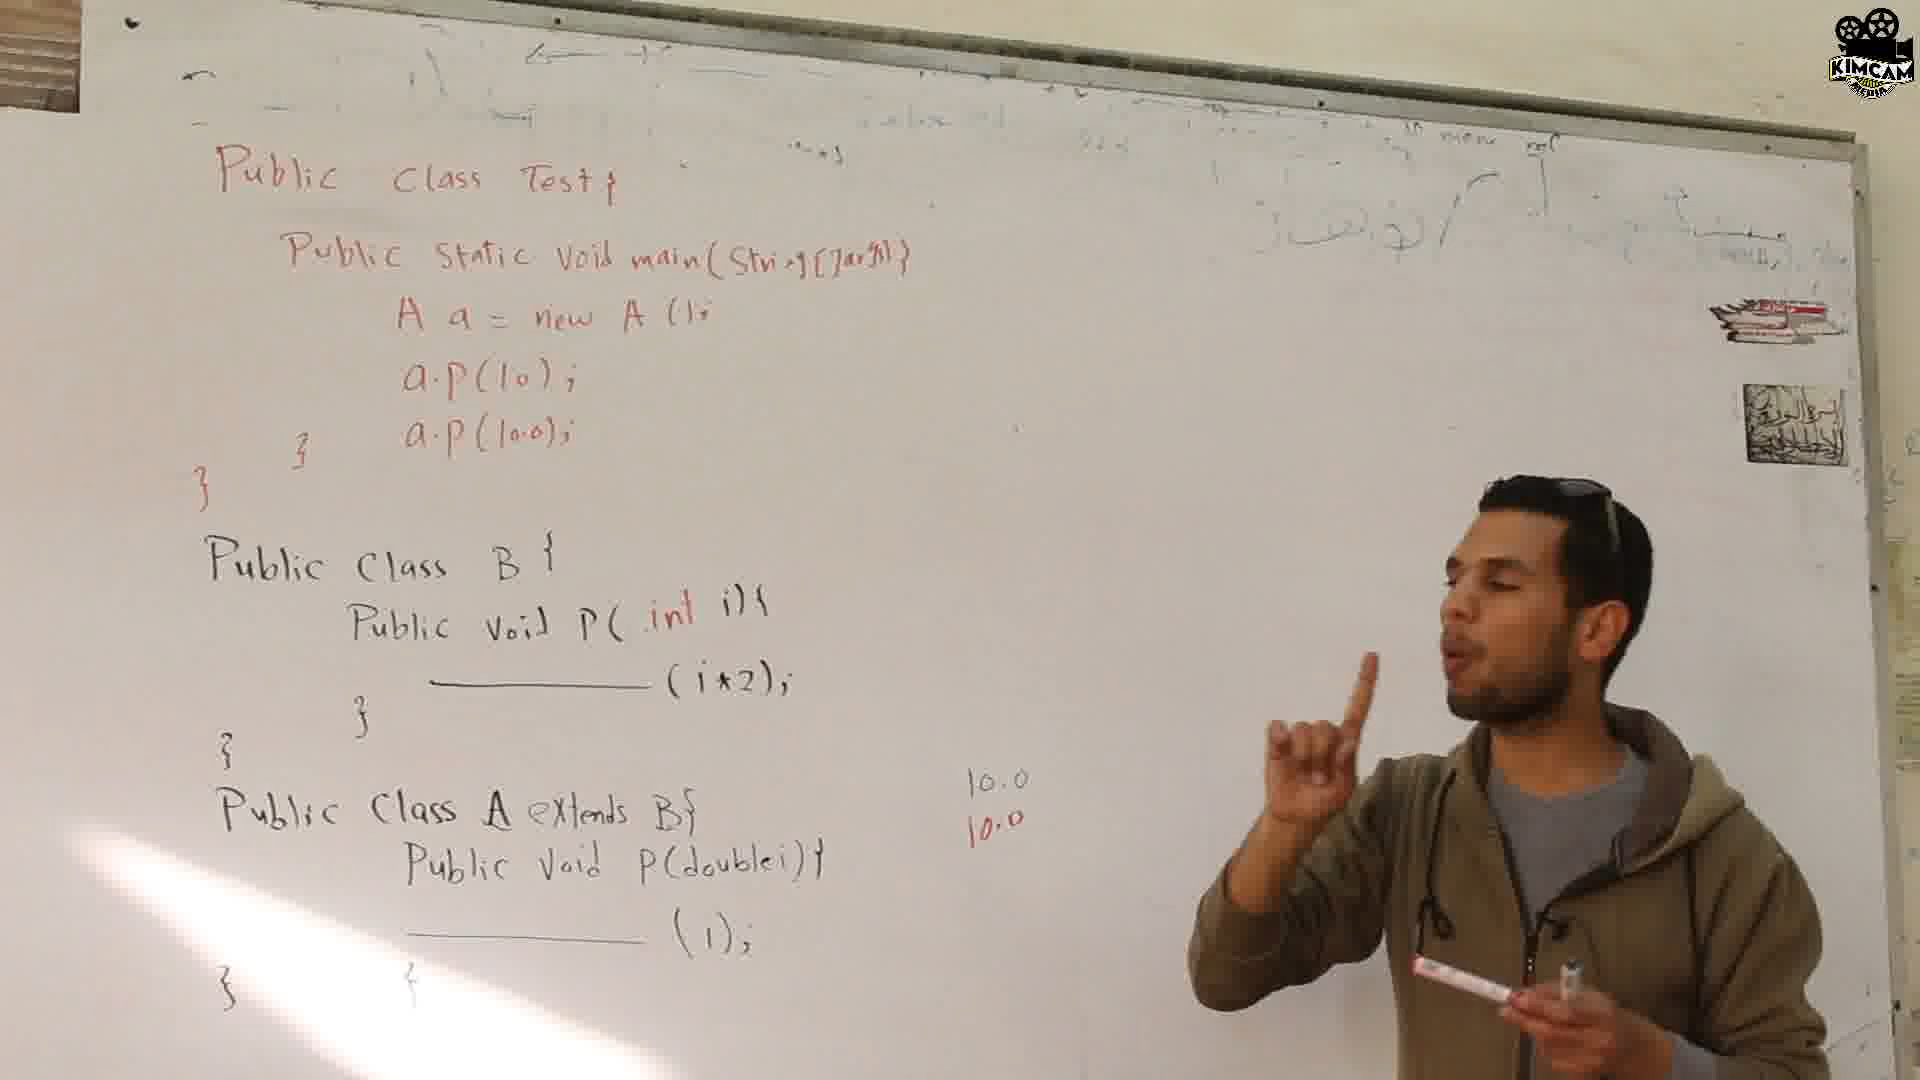 KIMCAM
MEDIA
Public Class Test{
Public Static Void main(String[]args){
A a = new A ();
a.p(10);
a.p(10.0);
}
}
Public Class B {
Public void P( int i){
(i*2);
}
{
Public Class A extends B{
Public Void P(double i){
(i);
{
}
10.0
10.0